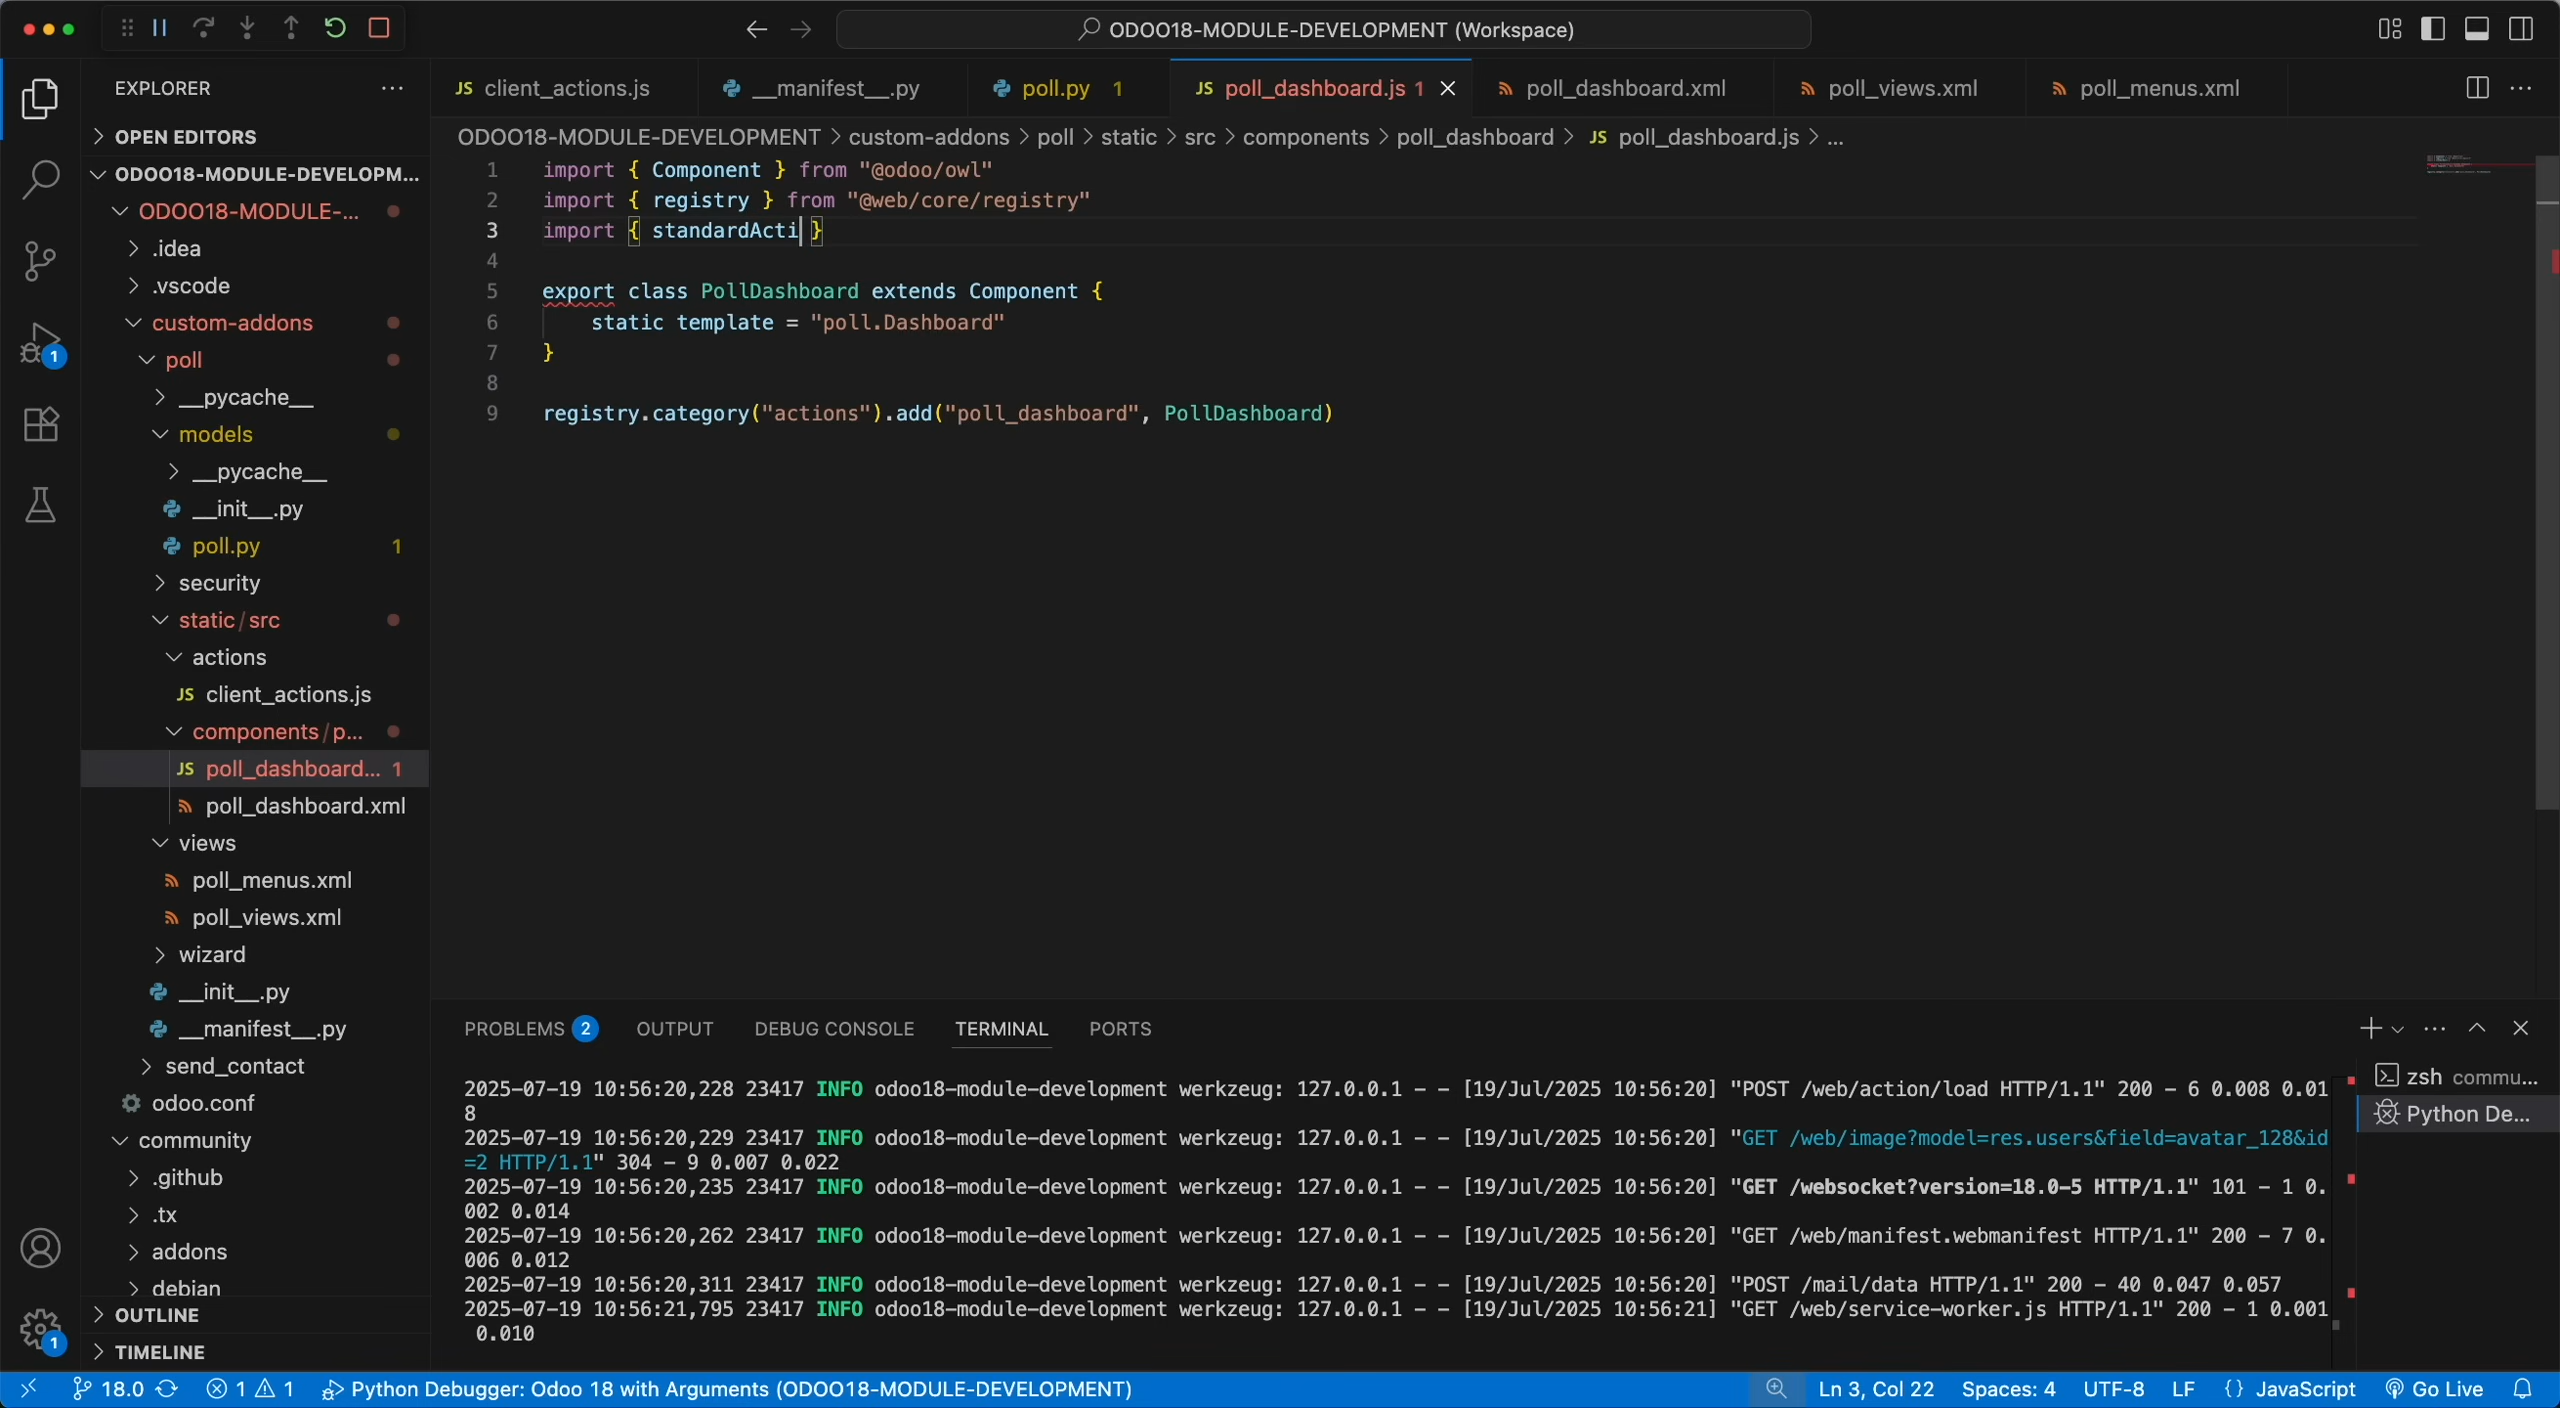 ODOO18-MODULE-DEVELOPMENT (Workspace)
EXPLORER
OPEN EDITORS
ODOO18-MODULE-DEVELOPM...
ODOO18-MODULE-...
.idea
.vscode
custom-addons
poll
__pycache__
models
__pycache__
__init__.py
poll.py 1
security
static/src
actions
JS client_actions.js
components/p...
JS poll_dashboard... 1
poll_dashboard.xml
views
poll_menus.xml
poll_views.xml
wizard
__init__.py
__manifest__.py
send_contact
odoo.conf
community
.github
.tx
addons
debian
OUTLINE
TIMELINE
1
1
JS client_actions.js __manifest__.py poll.py 1 JS poll_dashboard.js 1 poll_dashboard.xml poll_views.xml poll_menus.xml
ODOO18-MODULE-DEVELOPMENT > custom-addons > poll > static > src > components > poll_dashboard > JS poll_dashboard.js > ...
1 import { Component } from "@odoo/owl"
2 import { registry } from "@web/core/registry"
3 import { standardActi }
4
5 export class PollDashboard extends Component {
6 static template = "poll.Dashboard"
7 }
8
9 registry.category("actions").add("poll_dashboard", PollDashboard)
PROBLEMS 2 OUTPUT DEBUG CONSOLE TERMINAL PORTS
2025-07-19 10:56:20,228 23417 INFO odoo18-module-development werkzeug: 127.0.0.1 - - [19/Jul/2025 10:56:20] "POST /web/action/load HTTP/1.1" 200 - 6 0.008 0.01
8
2025-07-19 10:56:20,229 23417 INFO odoo18-module-development werkzeug: 127.0.0.1 - - [19/Jul/2025 10:56:20] "GET /web/image?model=res.users&field=avatar_128&id
=2 HTTP/1.1" 304 - 9 0.007 0.022
2025-07-19 10:56:20,235 23417 INFO odoo18-module-development werkzeug: 127.0.0.1 - - [19/Jul/2025 10:56:20] "GET /websocket?version=18.0-5 HTTP/1.1" 101 - 1 0.
002 0.014
2025-07-19 10:56:20,262 23417 INFO odoo18-module-development werkzeug: 127.0.0.1 - - [19/Jul/2025 10:56:20] "GET /web/manifest.webmanifest HTTP/1.1" 200 - 7 0.
006 0.012
2025-07-19 10:56:20,311 23417 INFO odoo18-module-development werkzeug: 127.0.0.1 - - [19/Jul/2025 10:56:20] "POST /mail/data HTTP/1.1" 200 - 40 0.047 0.057
2025-07-19 10:56:21,795 23417 INFO odoo18-module-development werkzeug: 127.0.0.1 - - [19/Jul/2025 10:56:21] "GET /web/service-worker.js HTTP/1.1" 200 - 1 0.001
0.010
zsh commu...
Python De...
18.0 1 1 Python Debugger: Odoo 18 with Arguments (ODOO18-MODULE-DEVELOPMENT) Ln 3, Col 22 Spaces: 4 UTF-8 LF {} JavaScript Go Live